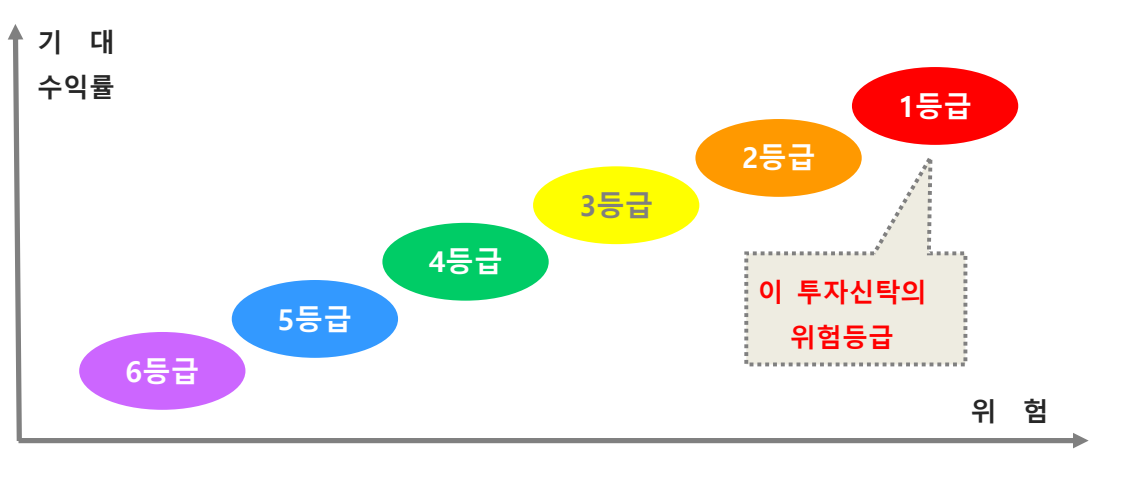 기 대
수익률
1등급
2등급
3등급
4등급
5등급
6등급
이 투자신탁의
위험등급
위 험